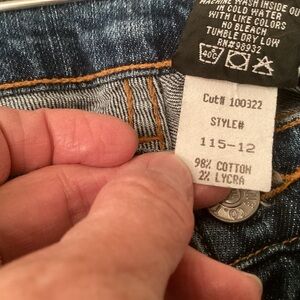 MACHINE WASH INSIDE OUT
IN COLD WATER
WITH LIKE COLORS
NO BLEACH
TUMBLE DRY LOW
RN#98932
40°
Cut# 100322
STYLE#
115-12
98% COTTON
2% LYCRA